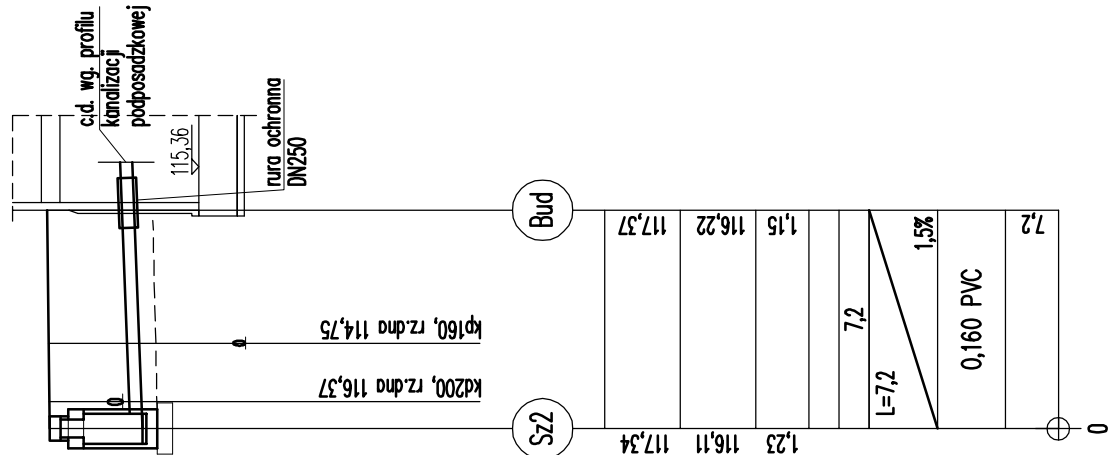 c.d. wg. profilu
kanalizacji
podposadzkowej
115,36
rura ochronna
DN250
kp160, rz.dna 114,75
kd200, rz.dna 116,37
Sz2
Bud
117,34
117,37
116,11
116,22
1,23
1,15
7,2
L=7,2
1,5%
0,160 PVC
7,2
0